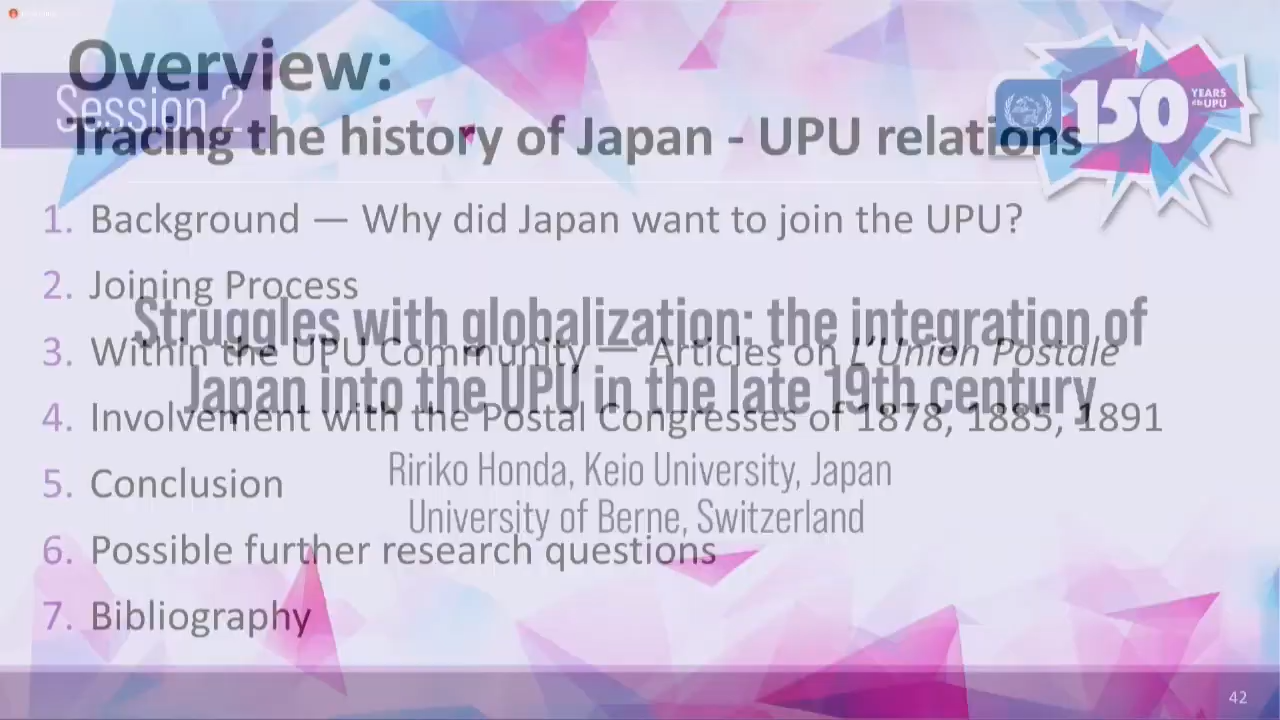 Overview:
Session 2
Tracing the history of Japan - UPU relations
150
YEARS
of the UPU
1. Background — Why did Japan want to join the UPU?
2. Joining Process
Struggles with globalization: the integration of
3. Within the UPU Community — Articles on L'Union Postale
Japan into the UPU in the late 19th century
4. Involvement with the Postal Congresses of 1878, 1885, 1891
Ririko Honda, Keio University, Japan
5. Conclusion
University of Berne, Switzerland
6. Possible further research questions
7. Bibliography
42